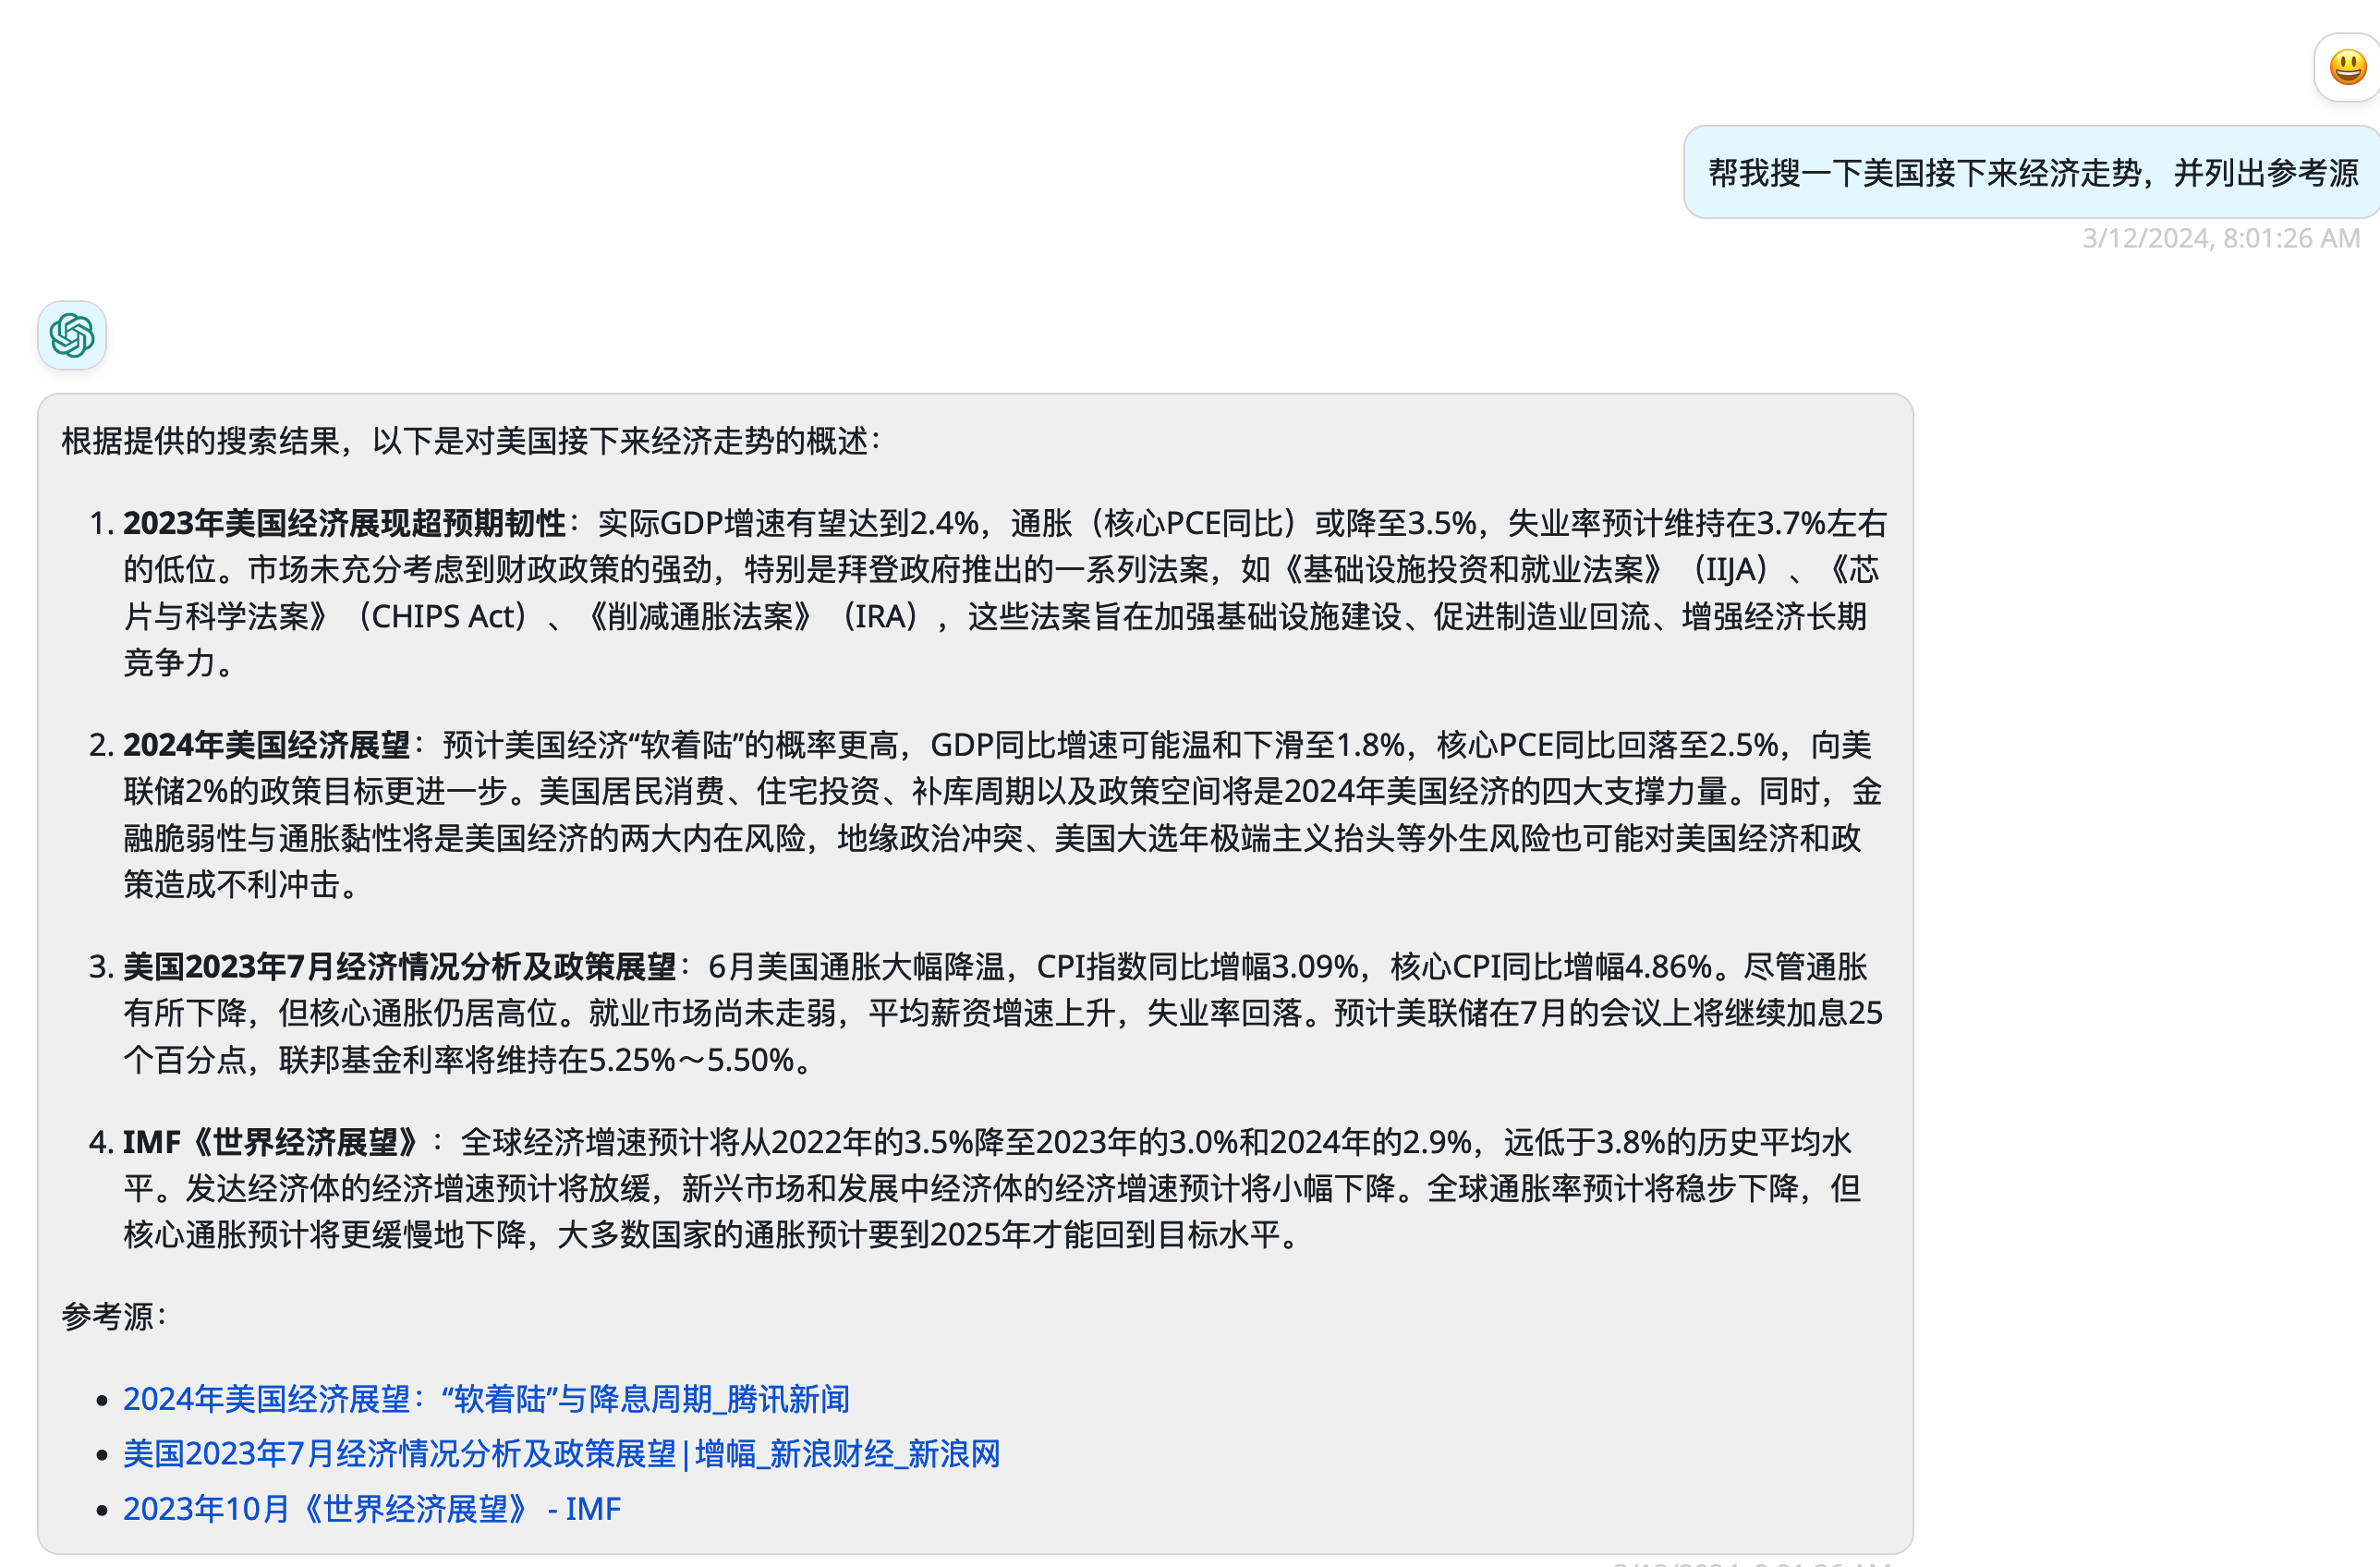 帮我搜一下美国接下来经济走势，并列出参考源
3/12/2024, 8:01:26 AM
根据提供的搜索结果，以下是对美国接下来经济走势的概述：
1. 2023年美国经济展现超预期韧性：实际GDP增速有望达到2.4%，通胀（核心PCE同比）或降至3.5%，失业率预计维持在3.7%左右
的低位。市场未充分考虑到财政政策的强劲，特别是拜登政府推出的一系列法案，如《基础设施投资和就业法案》（IIJA）、《芯
片与科学法案》（CHIPS Act）、《削减通胀法案》（IRA），这些法案旨在加强基础设施建设、促进制造业回流、增强经济长期
竞争力。
2. 2024年美国经济展望：预计美国经济“软着陆”的概率更高，GDP同比增速可能温和下滑至1.8%，核心PCE同比回落至2.5%，向美
联储2%的政策目标更进一步。美国居民消费、住宅投资、补库周期以及政策空间将是2024年美国经济的四大支撑力量。同时，金
融脆弱性与通胀黏性将是美国经济的两大内在风险，地缘政治冲突、美国大选年极端主义抬头等外生风险也可能对美国经济和政
策造成不利冲击。
3. 美国2023年7月经济情况分析及政策展望：6月美国通胀大幅降温，CPI指数同比增幅3.09%，核心CPI同比增幅4.86%。尽管通胀
有所下降，但核心通胀仍居高位。就业市场尚未走弱，平均薪资增速上升，失业率回落。预计美联储在7月的会议上将继续加息25
个百分点，联邦基金利率将维持在5.25%～5.50%。
4. IMF《世界经济展望》：全球经济增速预计将从2022年的3.5%降至2023年的3.0%和2024年的2.9%，远低于3.8%的历史平均水
平。发达经济体的经济增速预计将放缓，新兴市场和发展中经济体的经济增速预计将小幅下降。全球通胀率预计将稳步下降，但
核心通胀预计将更缓慢地下降，大多数国家的通胀预计要到2025年才能回到目标水平。
参考源：
• 2024年美国经济展望：“软着陆”与降息周期_腾讯新闻
• 美国2023年7月经济情况分析及政策展望|增幅_新浪财经_新浪网
• 2023年10月《世界经济展望》 - IMF